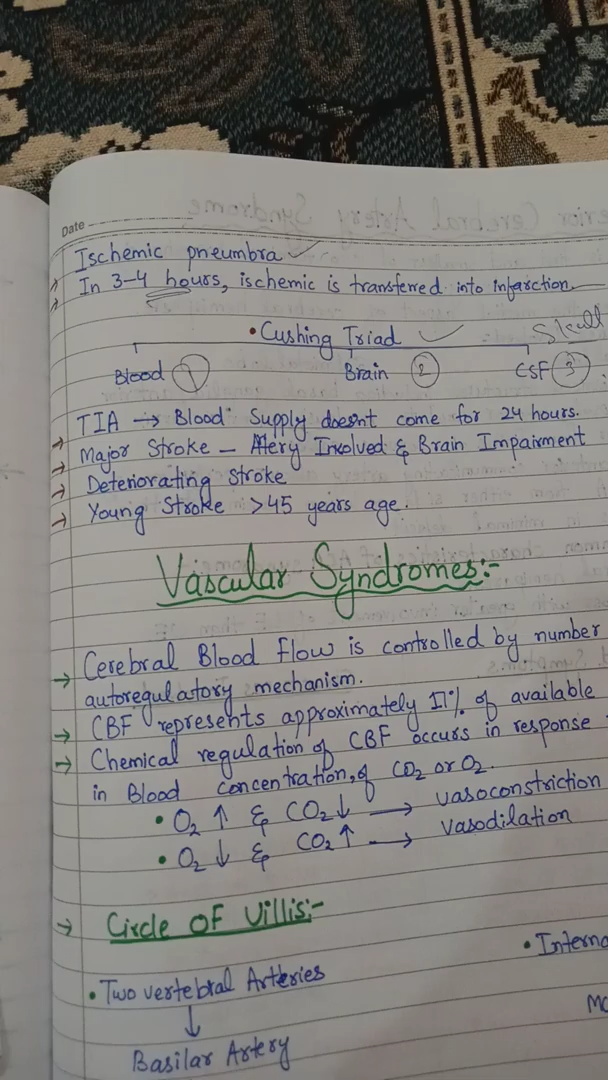 Date
Ischemic pneumbra
In 3-4 hours, ischemic is transferred into infarction.
• Cushing Triad
Skull
Blood 1 Brain 2 CSF 3
TIA → Blood Supply doesnt come for 24 hours.
Major Stroke - Atery Involved & Brain Impairment
Deteriorating Stroke
Young Stroke >45 years age.
Vascular Syndromes:-
→ Cerebral Blood Flow is controlled by number
autoregulatory mechanism.
→ CBF represents approximately 17% of available
→ Chemical regulation of CBF occurs in response
in Blood concentration, of CO2 or O2.
• O2 ↑ & CO2 ↓ → vasoconstriction
• O2 ↓ & CO2 ↑ → Vasodilation
→ Circle OF Villis:-
• Interna
• Two vertebral Arteries
↓
Basilar Artery